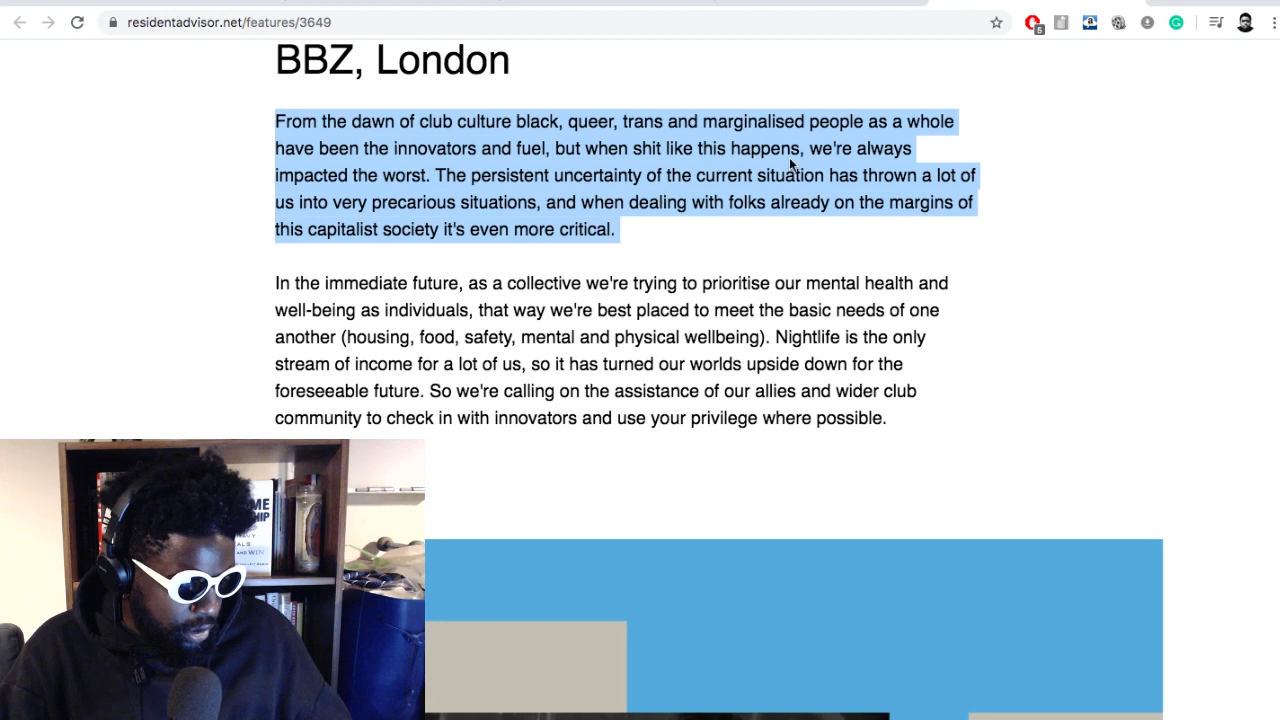 residentadvisor.net/features/3649
5
BBZ, London
From the dawn of club culture black, queer, trans and marginalised people as a whole
have been the innovators and fuel, but when shit like this happens, we're always
impacted the worst. The persistent uncertainty of the current situation has thrown a lot of
us into very precarious situations, and when dealing with folks already on the margins of
this capitalist society it's even more critical.
In the immediate future, as a collective we're trying to prioritise our mental health and
well-being as individuals, that way we're best placed to meet the basic needs of one
another (housing, food, safety, mental and physical wellbeing). Nightlife is the only
stream of income for a lot of us, so it has turned our worlds upside down for the
foreseeable future. So we're calling on the assistance of our allies and wider club
community to check in with innovators and use your privilege where possible.
AND WIN